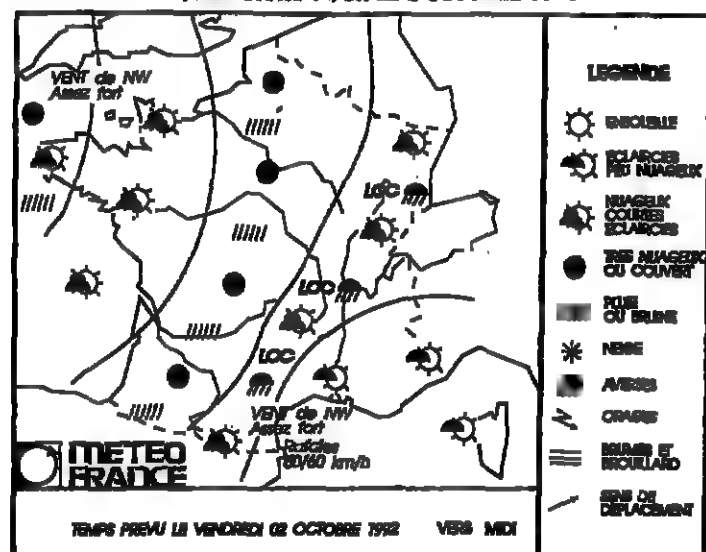 VENT de NW
Assez fort
LOC
LOC
LOC
VENT de NW
Assez fort
Rafales
80/60 km/h
METEO
FRANCE
TEMPS PREVU LE VENDREDI 02 OCTOBRE 1992 VERS MIDI
LEGENDE
ENSOLEILLE
ECLAIRCIES
PEU NUAGEUX
NUAGEUX
COURTES
ECLAIRCIES
TRES NUAGEUX
OU COUVERT
PLUIE
OU BRUINE
NEIGE
AVERSES
ORAGES
BRUMES ET
BROUILLARD
SENS DE
DEPLACEMENT